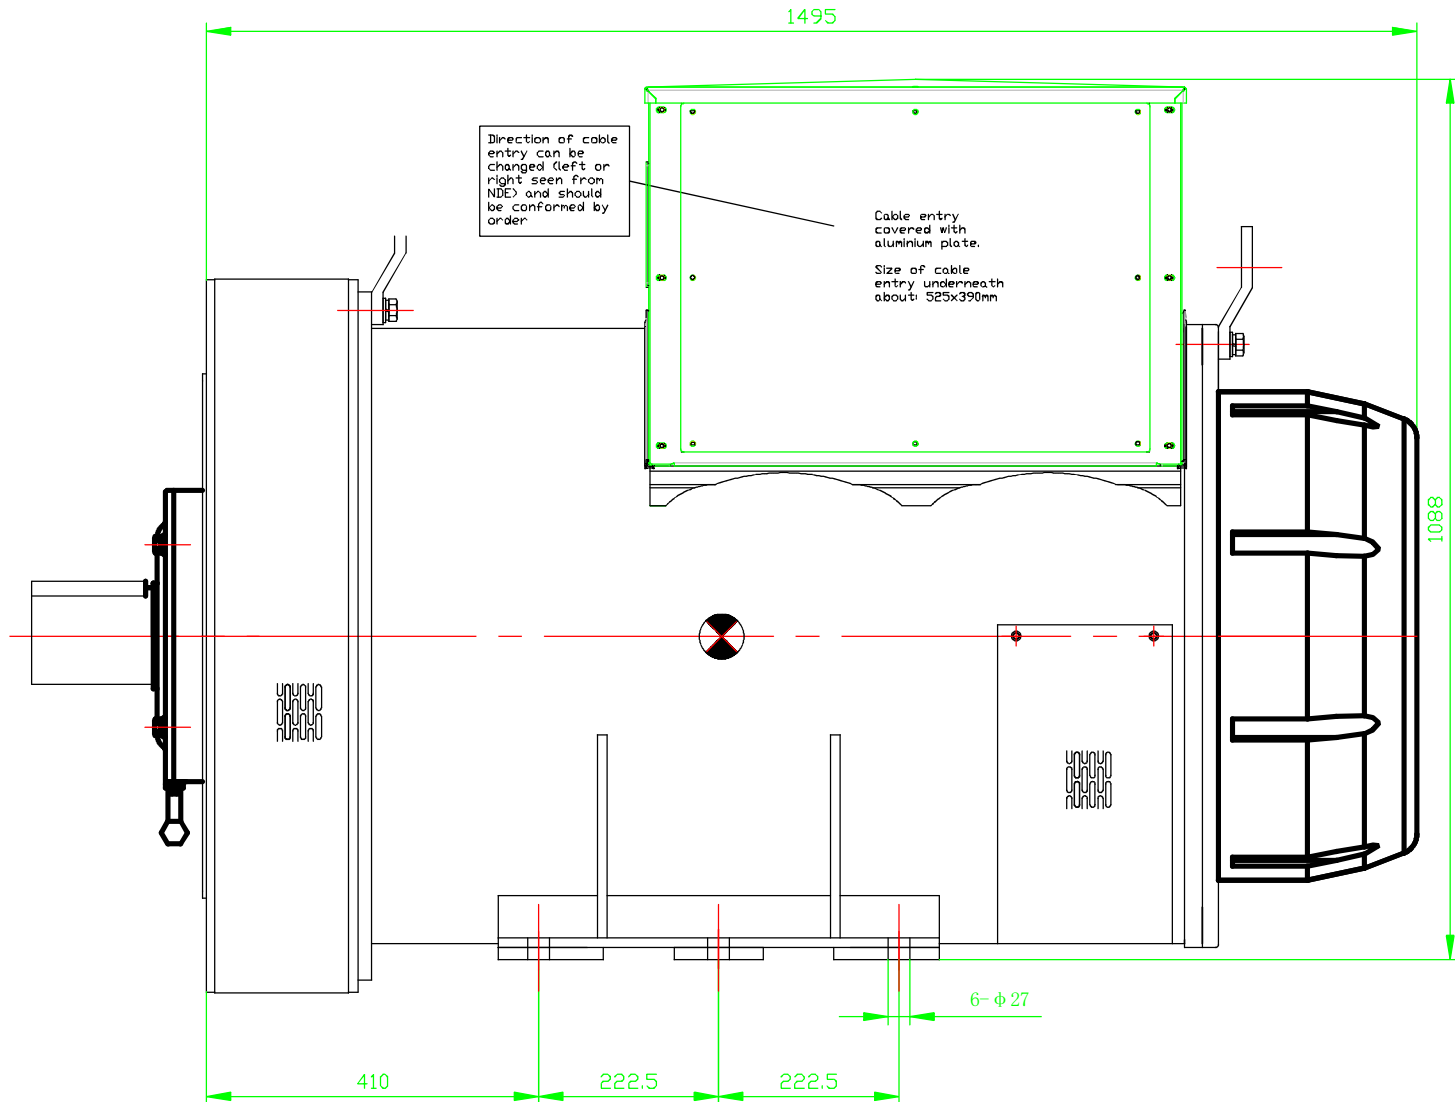 1495
Direction of cable
entry can be
changed (left or
right seen from
NDE) and should
be conformed by
order
Cable entry
covered with
aluminium plate.
Size of cable
entry underneath
about: 525x390mm
1088
6-ϕ27
410
222.5
222.5